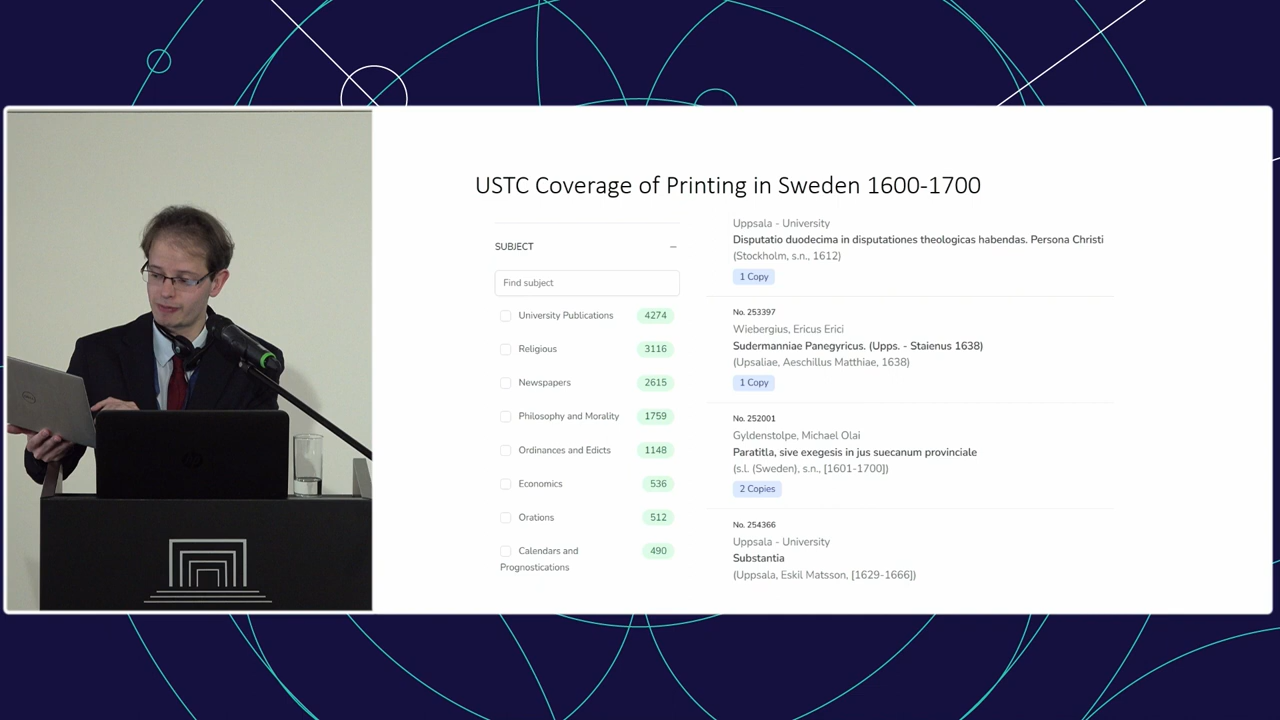 USTC Coverage of Printing in Sweden 1600-1700
SUBJECT
Find subject
University Publications 4274
Religious 3116
Newspapers 2615
Philosophy and Morality 1759
Ordinances and Edicts 1148
Economics 536
Orations 512
Calendars and 490
Prognostications
Uppsala - University
Disputatio duodecima in disputationes theologicas habendas. Persona Christi
(Stockholm, s.n., 1612)
1 Copy
No. 253397
Wiebergius, Ericus Erici
Sudermanniae Panegyricus. (Upps. - Staienus 1638)
(Upsaliae, Aeschillus Matthiae, 1638)
1 Copy
No. 252001
Gyldenstolpe, Michael Olai
Paratitla, sive exegesis in jus suecanum provinciale
(s.l. (Sweden), s.n., [1601-1700])
2 Copies
No. 254366
Uppsala - University
Substantia
(Uppsala, Eskil Matsson, [1629-1666])